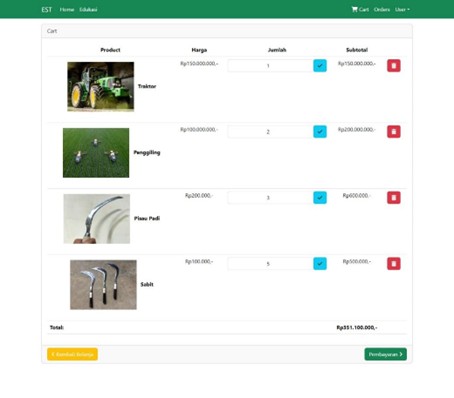 EST Home Edukasi Cart Orders User
Cart
Product Harga Jumlah Subtotal
Traktor Rp150.000.000,- 1 Rp150.000.000,-
Penggiling Rp100.000.000,- 2 Rp200.000.000,-
Pisau Padi Rp200.000,- 3 Rp600.000,-
Sabit Rp100.000,- 5 Rp500.000,-
Total: Rp351.100.000,-
Kembali Belanja Pembayaran